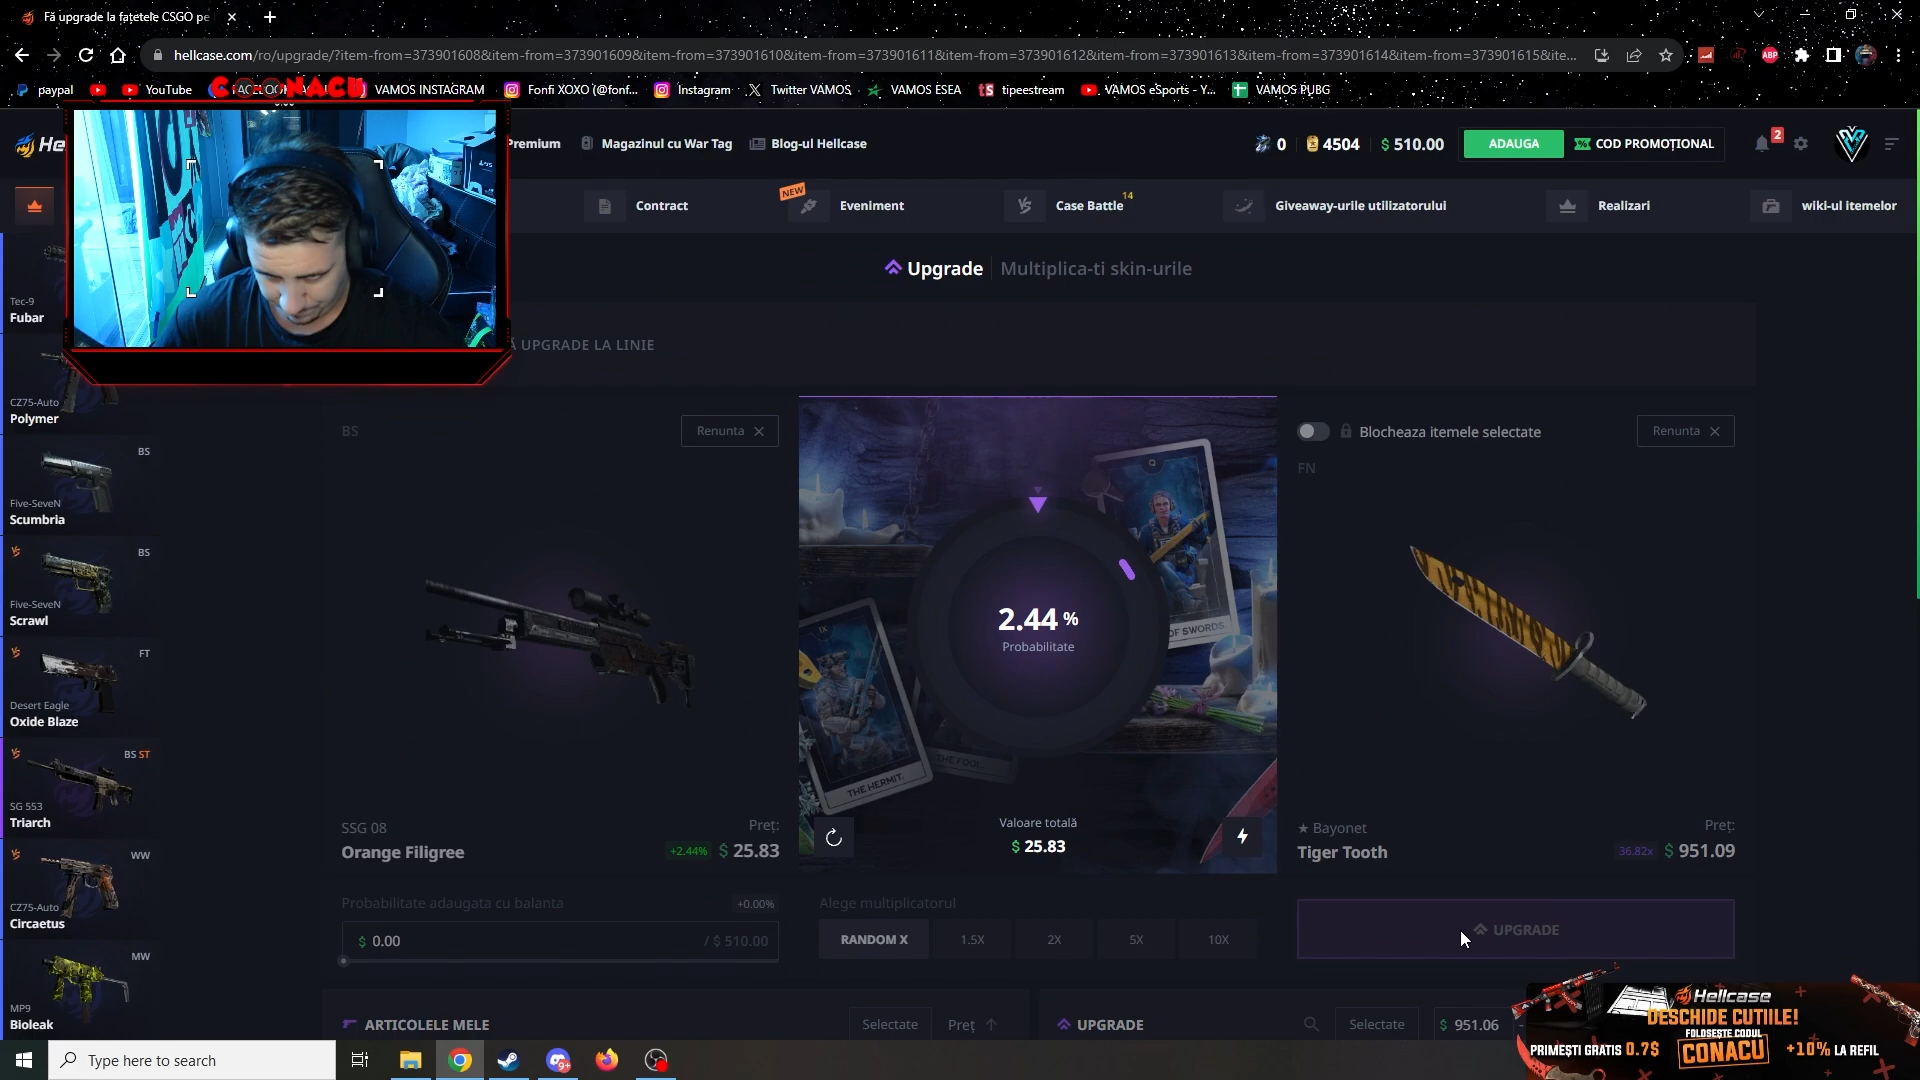 Fă upgrade la fațetele CSGO pe
hellcase.com/ro/upgrade/?item-from=373901608&item-from=373901609&item-from=373901610&item-from=373901611&item-from=373901612&item-from=373901613&item-from=373901614&item-from=373901615&ite...
paypal YouTube VAMOS INSTAGRAM Fonfi XOXO (@fonf... Instagram Twitter VAMOS VAMOS ESEA tipeestream VAMOS eSports - Y... VAMOS PUBG
CONACU
He Premium Magazinul cu War Tag Blog-ul Hellcase 0 4504 $ 510.00 ADAUGA COD PROMOȚIONAL 2
Contract NEW Eveniment Case Battle 14 Giveaway-urile utilizatorului Realizari wiki-ul itemelor
Upgrade Multiplica-ti skin-urile
UPGRADE LA LINIE
Tec-9
Fubar
CZ75-Auto
Polymer
BS
Five-SeveN
Scumbria
BS
Five-SeveN
Scrawl
FT
Desert Eagle
Oxide Blaze
BS ST
SG 553
Triarch
WW
CZ75-Auto
Circaetus
MW
MP9
Bioleak
BS Renunta
SSG 08 Preț:
Orange Filigree +2.44% $ 25.83
Probabilitate adaugata cu balanta +0.00%
$ 0.00 / $ 510.00
2.44 %
Probabilitate
OF SWORDS.
THE HERMIT.
THE FOOL.
Valoare totală
$ 25.83
Alege multiplicatorul
RANDOM X 1.5X 2X 5X 10X
Blocheaza itemele selectate Renunta
FN
★ Bayonet Preț:
Tiger Tooth 36.82x $ 951.09
UPGRADE
ARTICOLELE MELE Selectate Preț
UPGRADE Selectate $ 951.06
Hellcase
DESCHIDE CUTIILE!
FOLOSEȘTE CODUL
PRIMEȘTI GRATIS 0.7$ CONACU +10% LA REFIL
Type here to search
9+